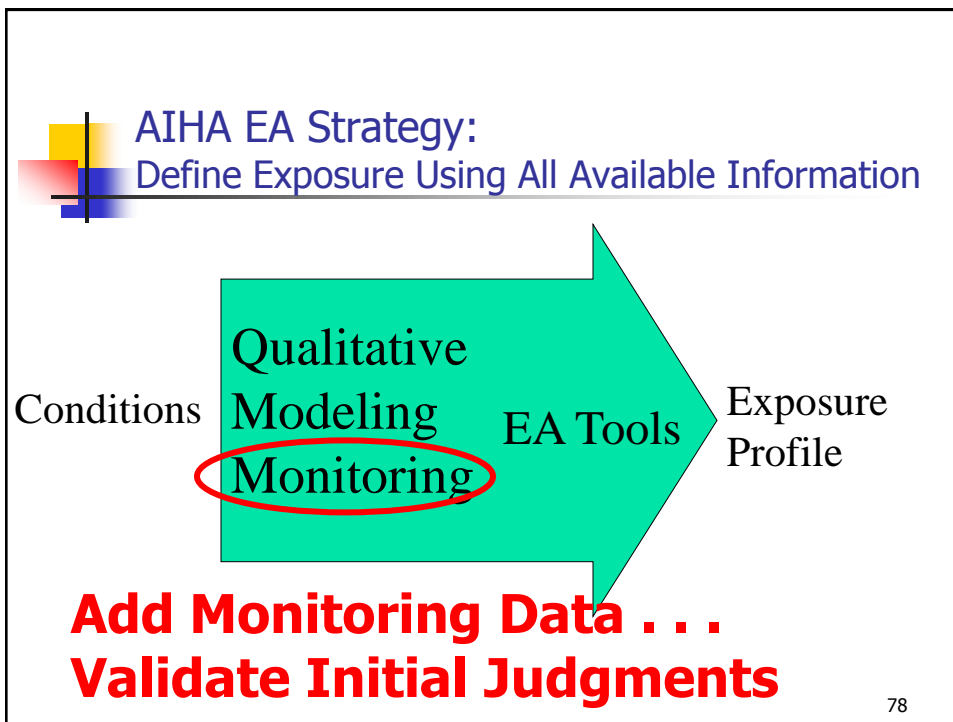 AIHA EA Strategy:
Define Exposure Using All Available Information
Conditions
Qualitative
Modeling
Monitoring
EA Tools
Exposure
Profile
Add Monitoring Data . . .
Validate Initial Judgments
78